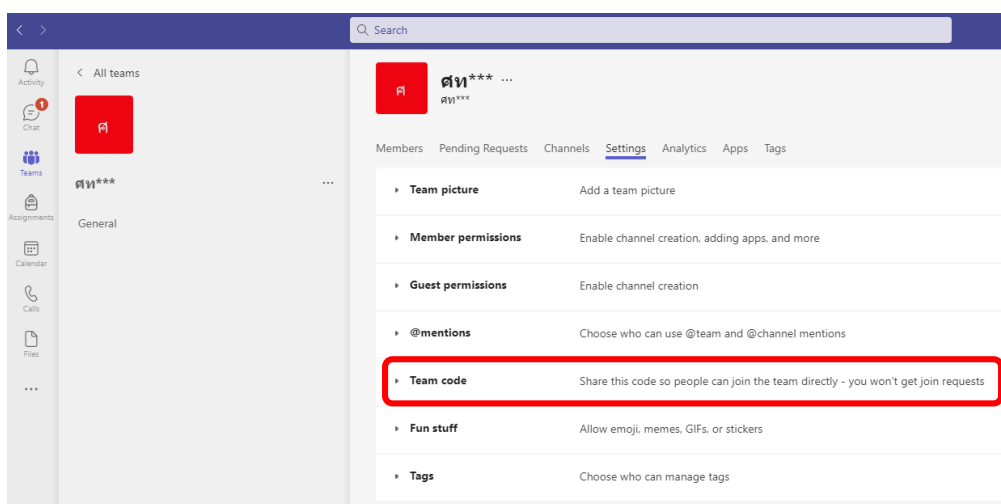 Search
Activity
1
Chat
Teams
Assignments
Calendar
Calls
Files
All teams
ศ
ศท***
General
ศ
ศท***
ศท***
Members Pending Requests Channels Settings Analytics Apps Tags
Team picture Add a team picture
Member permissions Enable channel creation, adding apps, and more
Guest permissions Enable channel creation
@mentions Choose who can use @team and @channel mentions
Team code Share this code so people can join the team directly - you won't get join requests
Fun stuff Allow emoji, memes, GIFs, or stickers
Tags Choose who can manage tags